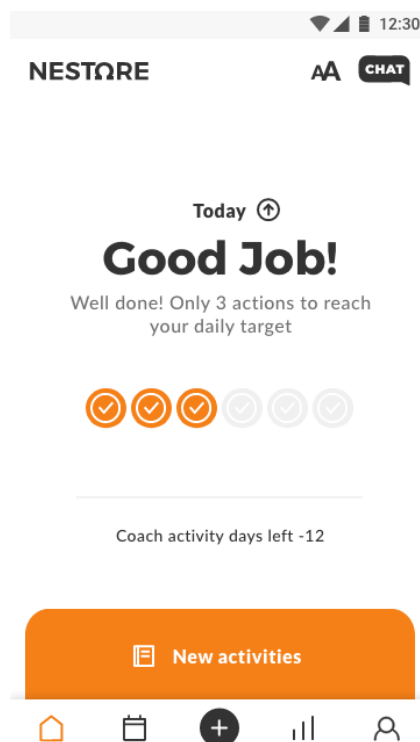 12:30
NESTORE
AA CHAT
Today
Good Job!
Well done! Only 3 actions to reach
your daily target
Coach activity days left -12
New activities